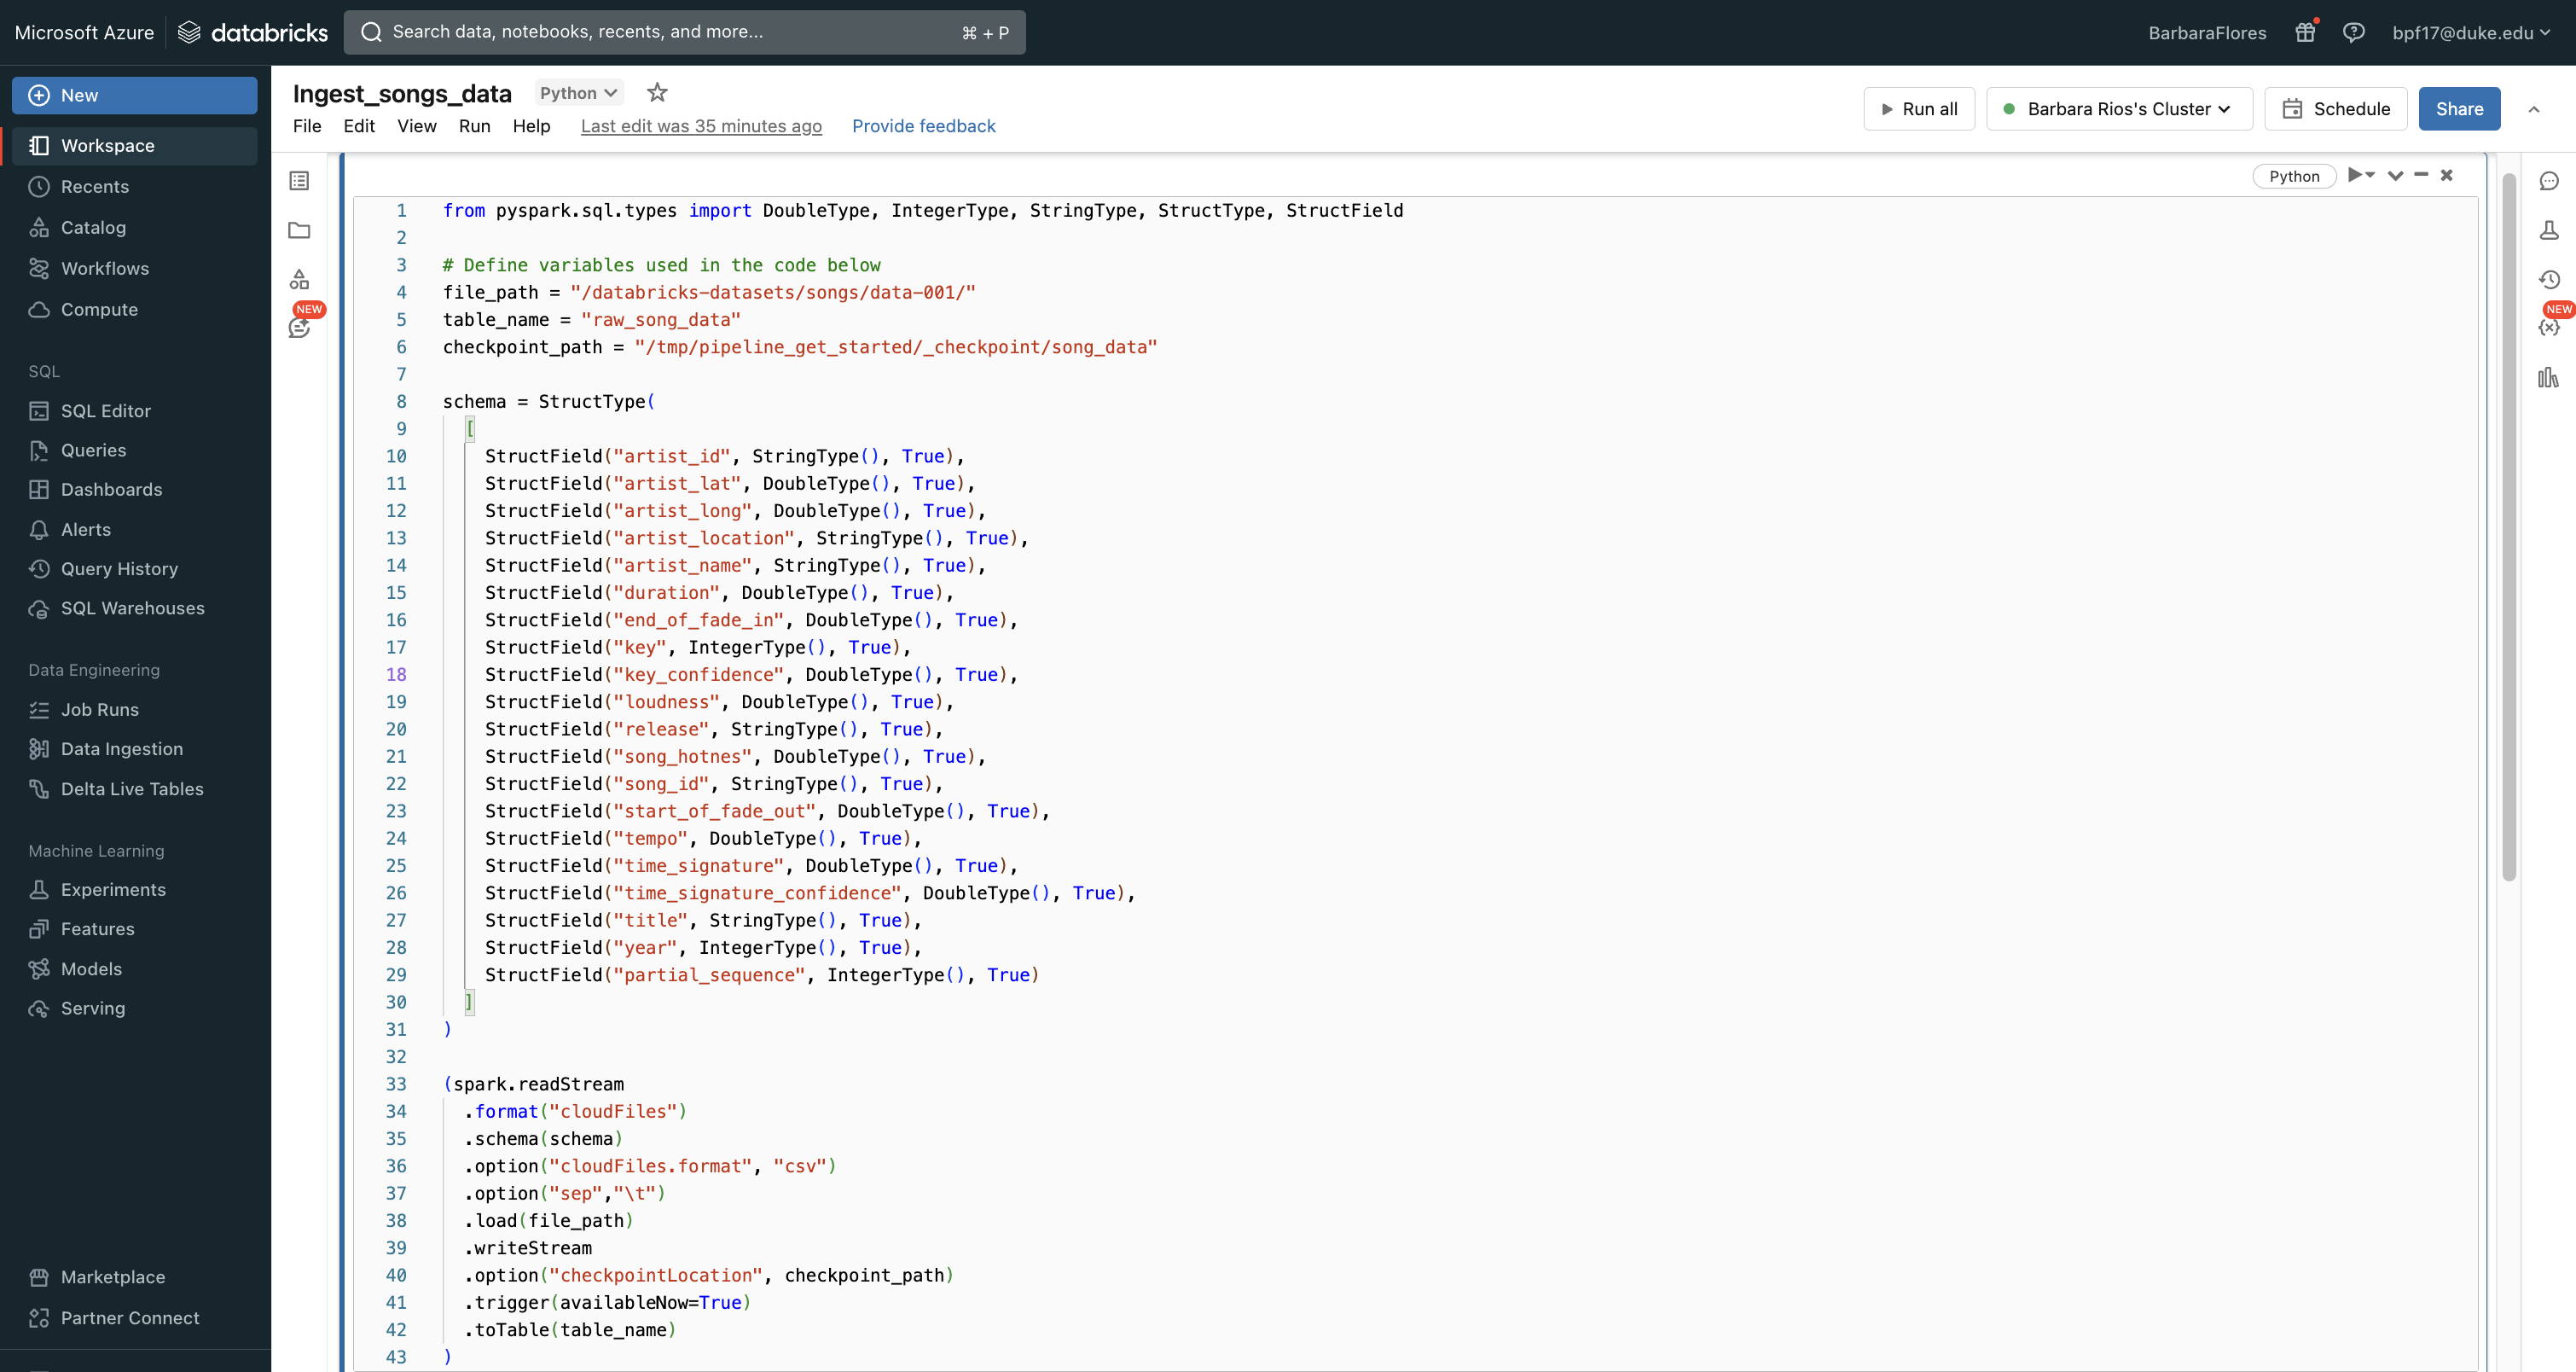 Microsoft Azure databricks Search data, notebooks, recents, and more... ⌘ + P BarbaraFlores bpf17@duke.edu
New
Workspace
Recents
Catalog
Workflows
Compute
SQL
SQL Editor
Queries
Dashboards
Alerts
Query History
SQL Warehouses
Data Engineering
Job Runs
Data Ingestion
Delta Live Tables
Machine Learning
Experiments
Features
Models
Serving
Marketplace
Partner Connect
Ingest_songs_data Python
File Edit View Run Help Last edit was 35 minutes ago Provide feedback
Run all Barbara Rios's Cluster Schedule Share
NEW
NEW
Python
1 from pyspark.sql.types import DoubleType, IntegerType, StringType, StructType, StructField
2
3 # Define variables used in the code below
4 file_path = "/databricks-datasets/songs/data-001/"
5 table_name = "raw_song_data"
6 checkpoint_path = "/tmp/pipeline_get_started/_checkpoint/song_data"
7
8 schema = StructType(
9 [
10 StructField("artist_id", StringType(), True),
11 StructField("artist_lat", DoubleType(), True),
12 StructField("artist_long", DoubleType(), True),
13 StructField("artist_location", StringType(), True),
14 StructField("artist_name", StringType(), True),
15 StructField("duration", DoubleType(), True),
16 StructField("end_of_fade_in", DoubleType(), True),
17 StructField("key", IntegerType(), True),
18 StructField("key_confidence", DoubleType(), True),
19 StructField("loudness", DoubleType(), True),
20 StructField("release", StringType(), True),
21 StructField("song_hotnes", DoubleType(), True),
22 StructField("song_id", StringType(), True),
23 StructField("start_of_fade_out", DoubleType(), True),
24 StructField("tempo", DoubleType(), True),
25 StructField("time_signature", DoubleType(), True),
26 StructField("time_signature_confidence", DoubleType(), True),
27 StructField("title", StringType(), True),
28 StructField("year", IntegerType(), True),
29 StructField("partial_sequence", IntegerType(), True)
30 ]
31 )
32
33 (spark.readStream
34 .format("cloudFiles")
35 .schema(schema)
36 .option("cloudFiles.format", "csv")
37 .option("sep","\t")
38 .load(file_path)
39 .writeStream
40 .option("checkpointLocation", checkpoint_path)
41 .trigger(availableNow=True)
42 .toTable(table_name)
43 )